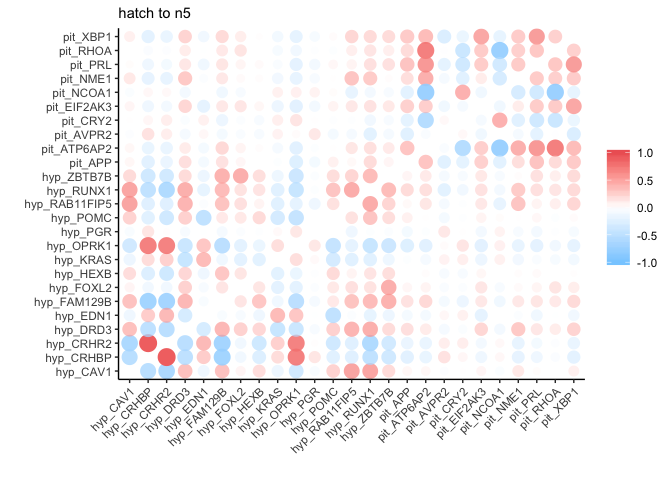 hatch to n5
pit_XBP1
pit_RHOA
pit_PRL
pit_NME1
pit_NCOA1
pit_EIF2AK3
pit_CRY2
pit_AVPR2
pit_ATP6AP2
pit_APP
hyp_ZBTB7B
hyp_RUNX1
hyp_RAB11FIP5
hyp_POMC
hyp_PGR
hyp_OPRK1
hyp_KRAS
hyp_HEXB
hyp_FOXL2
hyp_FAM129B
hyp_EDN1
hyp_DRD3
hyp_CRHR2
hyp_CRHBP
hyp_CAV1
hyp_CAV1
hyp_CRHBP
hyp_CRHR2
hyp_DRD3
hyp_EDN1
hyp_FAM129B
hyp_FOXL2
hyp_HEXB
hyp_KRAS
hyp_OPRK1
hyp_PGR
hyp_POMC
hyp_RAB11FIP5
hyp_RUNX1
hyp_ZBTB7B
pit_APP
pit_ATP6AP2
pit_AVPR2
pit_CRY2
pit_EIF2AK3
pit_NCOA1
pit_NME1
pit_PRL
pit_RHOA
pit_XBP1
1.0
0.5
0.0
-0.5
-1.0